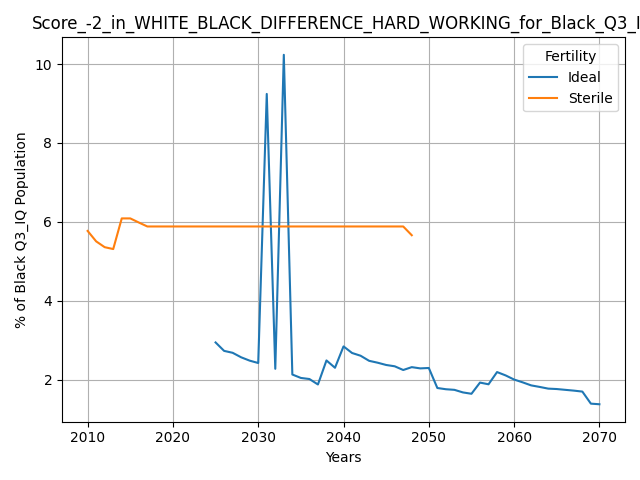 Score_-2_in_WHITE_BLACK_DIFFERENCE_HARD_WORKING_for_Black_Q3_I
Fertility
Ideal
Sterile
% of Black Q3_IQ Population
10
8
6
4
2
2010 2020 2030 2040 2050 2060 2070
Years